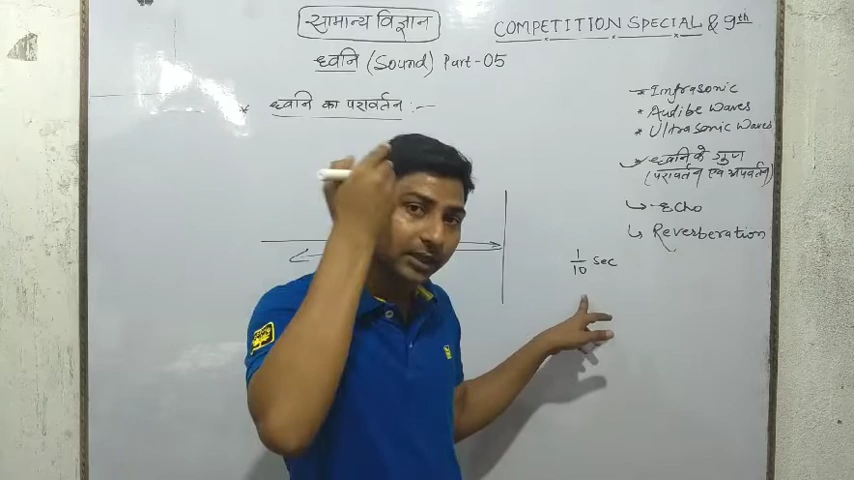 सामान्य विज्ञान
COMPETITION SPECIAL & 9th
ध्वनि (Sound) Part-05
* ध्वनि का परावर्तन :-
* Infrasonic
* Audibe Waves
* Ultrasonic Waves
ध्वनि के गुण
(परावर्तन एवं अपवर्तन)
Echo
Reverberation
1/10 Sec